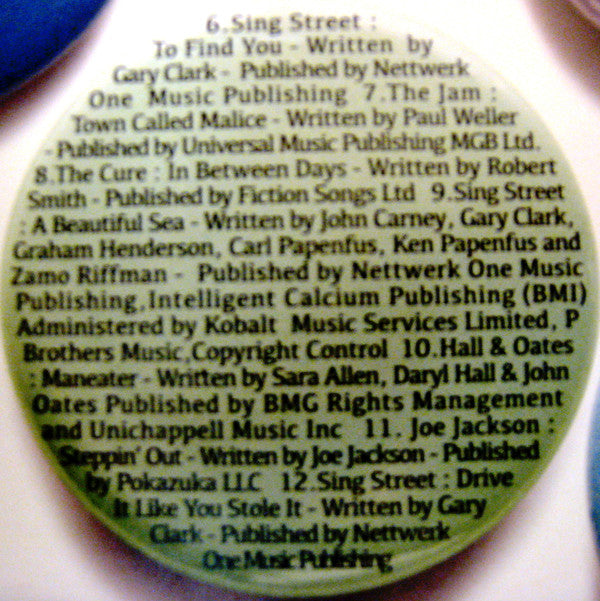 6.Sing Street :
To Find You - Written by
Gary Clark - Published by Nettwerk
One Music Publishing 7.The Jam :
Town Called Malice - Written by Paul Weller
- Published by Universal Music Publishing MGB Ltd.
8.The Cure : In Between Days - Written by Robert
Smith - Published by Fiction Songs Ltd 9.Sing Street
: A Beautiful Sea - Written by John Carney, Gary Clark,
Graham Henderson, Carl Papenfus, Ken Papenfus and
Zamo Riffman - Published by Nettwerk One Music
Publishing,Intelligent Calcium Publishing (BMI)
Administered by Kobalt Music Services Limited, P
Brothers Music,Copyright Control 10.Hall & Oates
: Maneater - Written by Sara Allen, Daryl Hall & John
Oates Published by BMG Rights Management
and Unichappell Music Inc 11. Joe Jackson :
Steppin' Out - Written by Joe Jackson - Published
by Pokazuka LLC 12.Sing Street : Drive
It Like You Stole It - Written by Gary
Clark - Published by Nettwerk
One Music Publishing